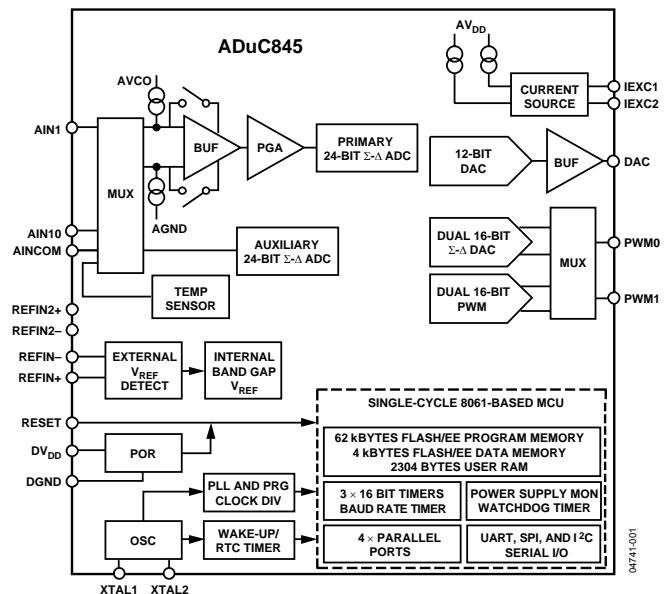 ADuC845
AVDD
AVCO
CURRENT
SOURCE
IEXC1
IEXC2
AIN1
MUX
BUF
PGA
PRIMARY
24-BIT Σ-Δ ADC
12-BIT
DAC
BUF
DAC
AGND
AIN10
AINCOM
AUXILIARY
24-BIT Σ-Δ ADC
DUAL 16-BIT
Σ-Δ DAC
MUX
PWM0
TEMP
SENSOR
DUAL 16-BIT
PWM
PWM1
REFIN2+
REFIN2–
REFIN–
REFIN+
EXTERNAL
VREF
DETECT
INTERNAL
BAND GAP
VREF
RESET
DVDD
DGND
POR
SINGLE-CYCLE 8061-BASED MCU
62 kBYTES FLASH/EE PROGRAM MEMORY
4 kBYTES FLASH/EE DATA MEMORY
2304 BYTES USER RAM
PLL AND PRG
CLOCK DIV
3 × 16 BIT TIMERS
BAUD RATE TIMER
POWER SUPPLY MON
WATCHDOG TIMER
OSC
WAKE-UP/
RTC TIMER
4 × PARALLEL
PORTS
UART, SPI, AND I2C
SERIAL I/O
XTAL1
XTAL2
04741-001